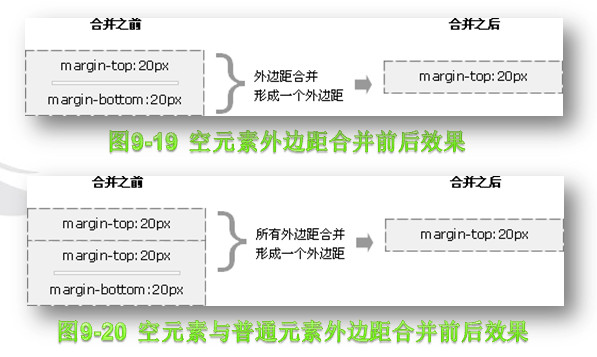 合并之前
合并之后
margin-top:20px
margin-bottom:20px
外边距合并
形成一个外边距
margin-top:20px
图9-19 空元素外边距合并前后效果
合并之前
合并之后
margin-top:20px
margin-top:20px
margin-bottom:20px
所有外边距合并
形成一个外边距
margin-top:20px
图9-20 空元素与普通元素外边距合并前后效果